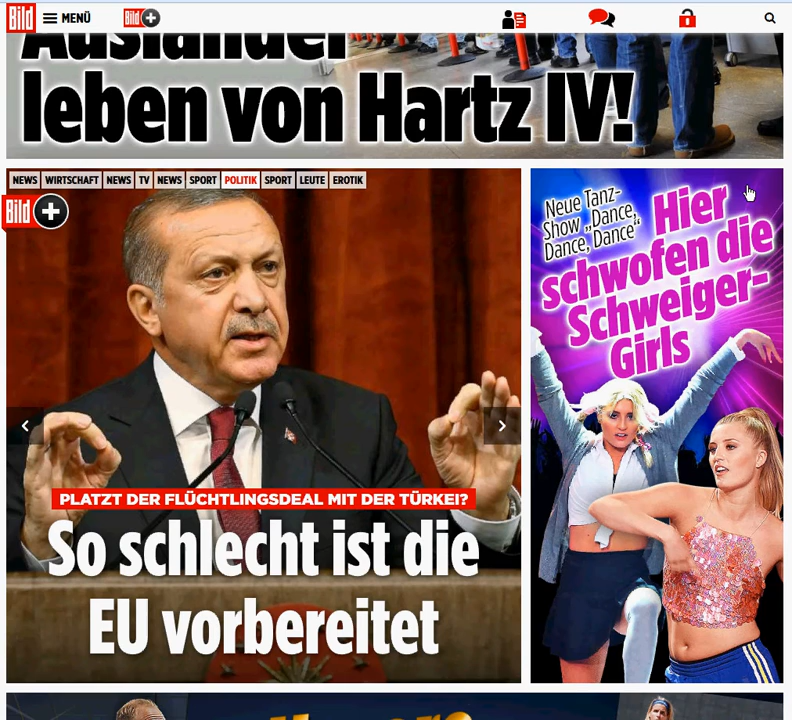 Bild MENÜ Bild
Ausländer
leben von Hartz IV!
NEWS WIRTSCHAFT NEWS TV NEWS SPORT POLITIK SPORT LEUTE EROTIK
Bild
PLATZT DER FLÜCHTLINGSDEAL MIT DER TÜRKEI?
So schlecht ist die
EU vorbereitet
Neue Tanz-
Show „Dance,
Dance, Dance“
Hier
schwofen die
Schweiger-
Girls